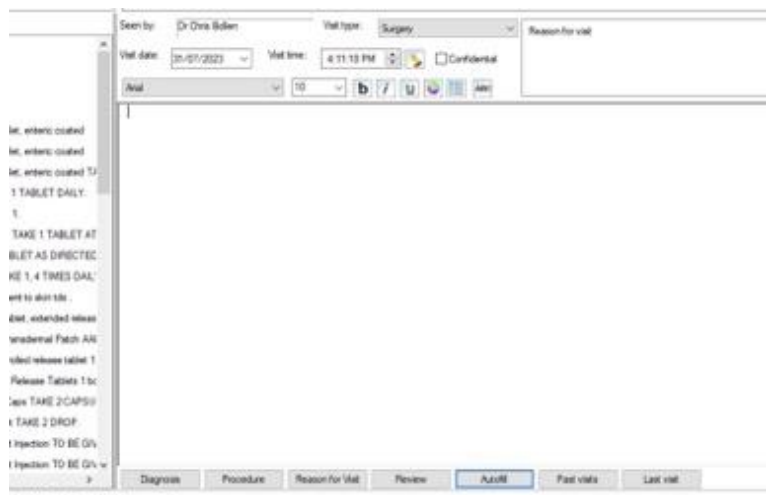 Seen by: Dr Chris Bollen Visit type: Surgery Reason for visit
Visit date: 31/07/2023 Visit time: 4:11:18 PM Confidential
Arial 10 b i u ABC
let, enteric coated
let, enteric coated
let, enteric coated TA
1 TABLET DAILY.
1.
TAKE 1 TABLET AT
BLET AS DIRECTED
KE 1, 4 TIMES DAIL
ent to skin tds .
ablet, extended release
ransdermal Patch
rolled release tablet 1
Release Tablets 1
Caps TAKE 2 CAPSU
TAKE 2 DROP.
t Injection TO BE GIV
t Injection TO BE GIV
Diagnosis Procedure Reason for Visit Review Autofill Past visits Last visit